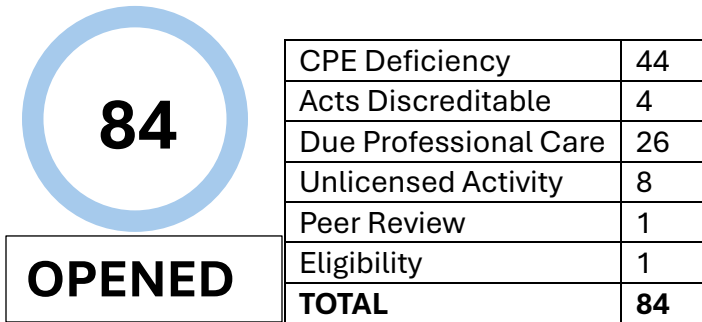 84
OPENED
CPE Deficiency 44
Acts Discreditable 4
Due Professional Care 26
Unlicensed Activity 8
Peer Review 1
Eligibility 1
TOTAL 84